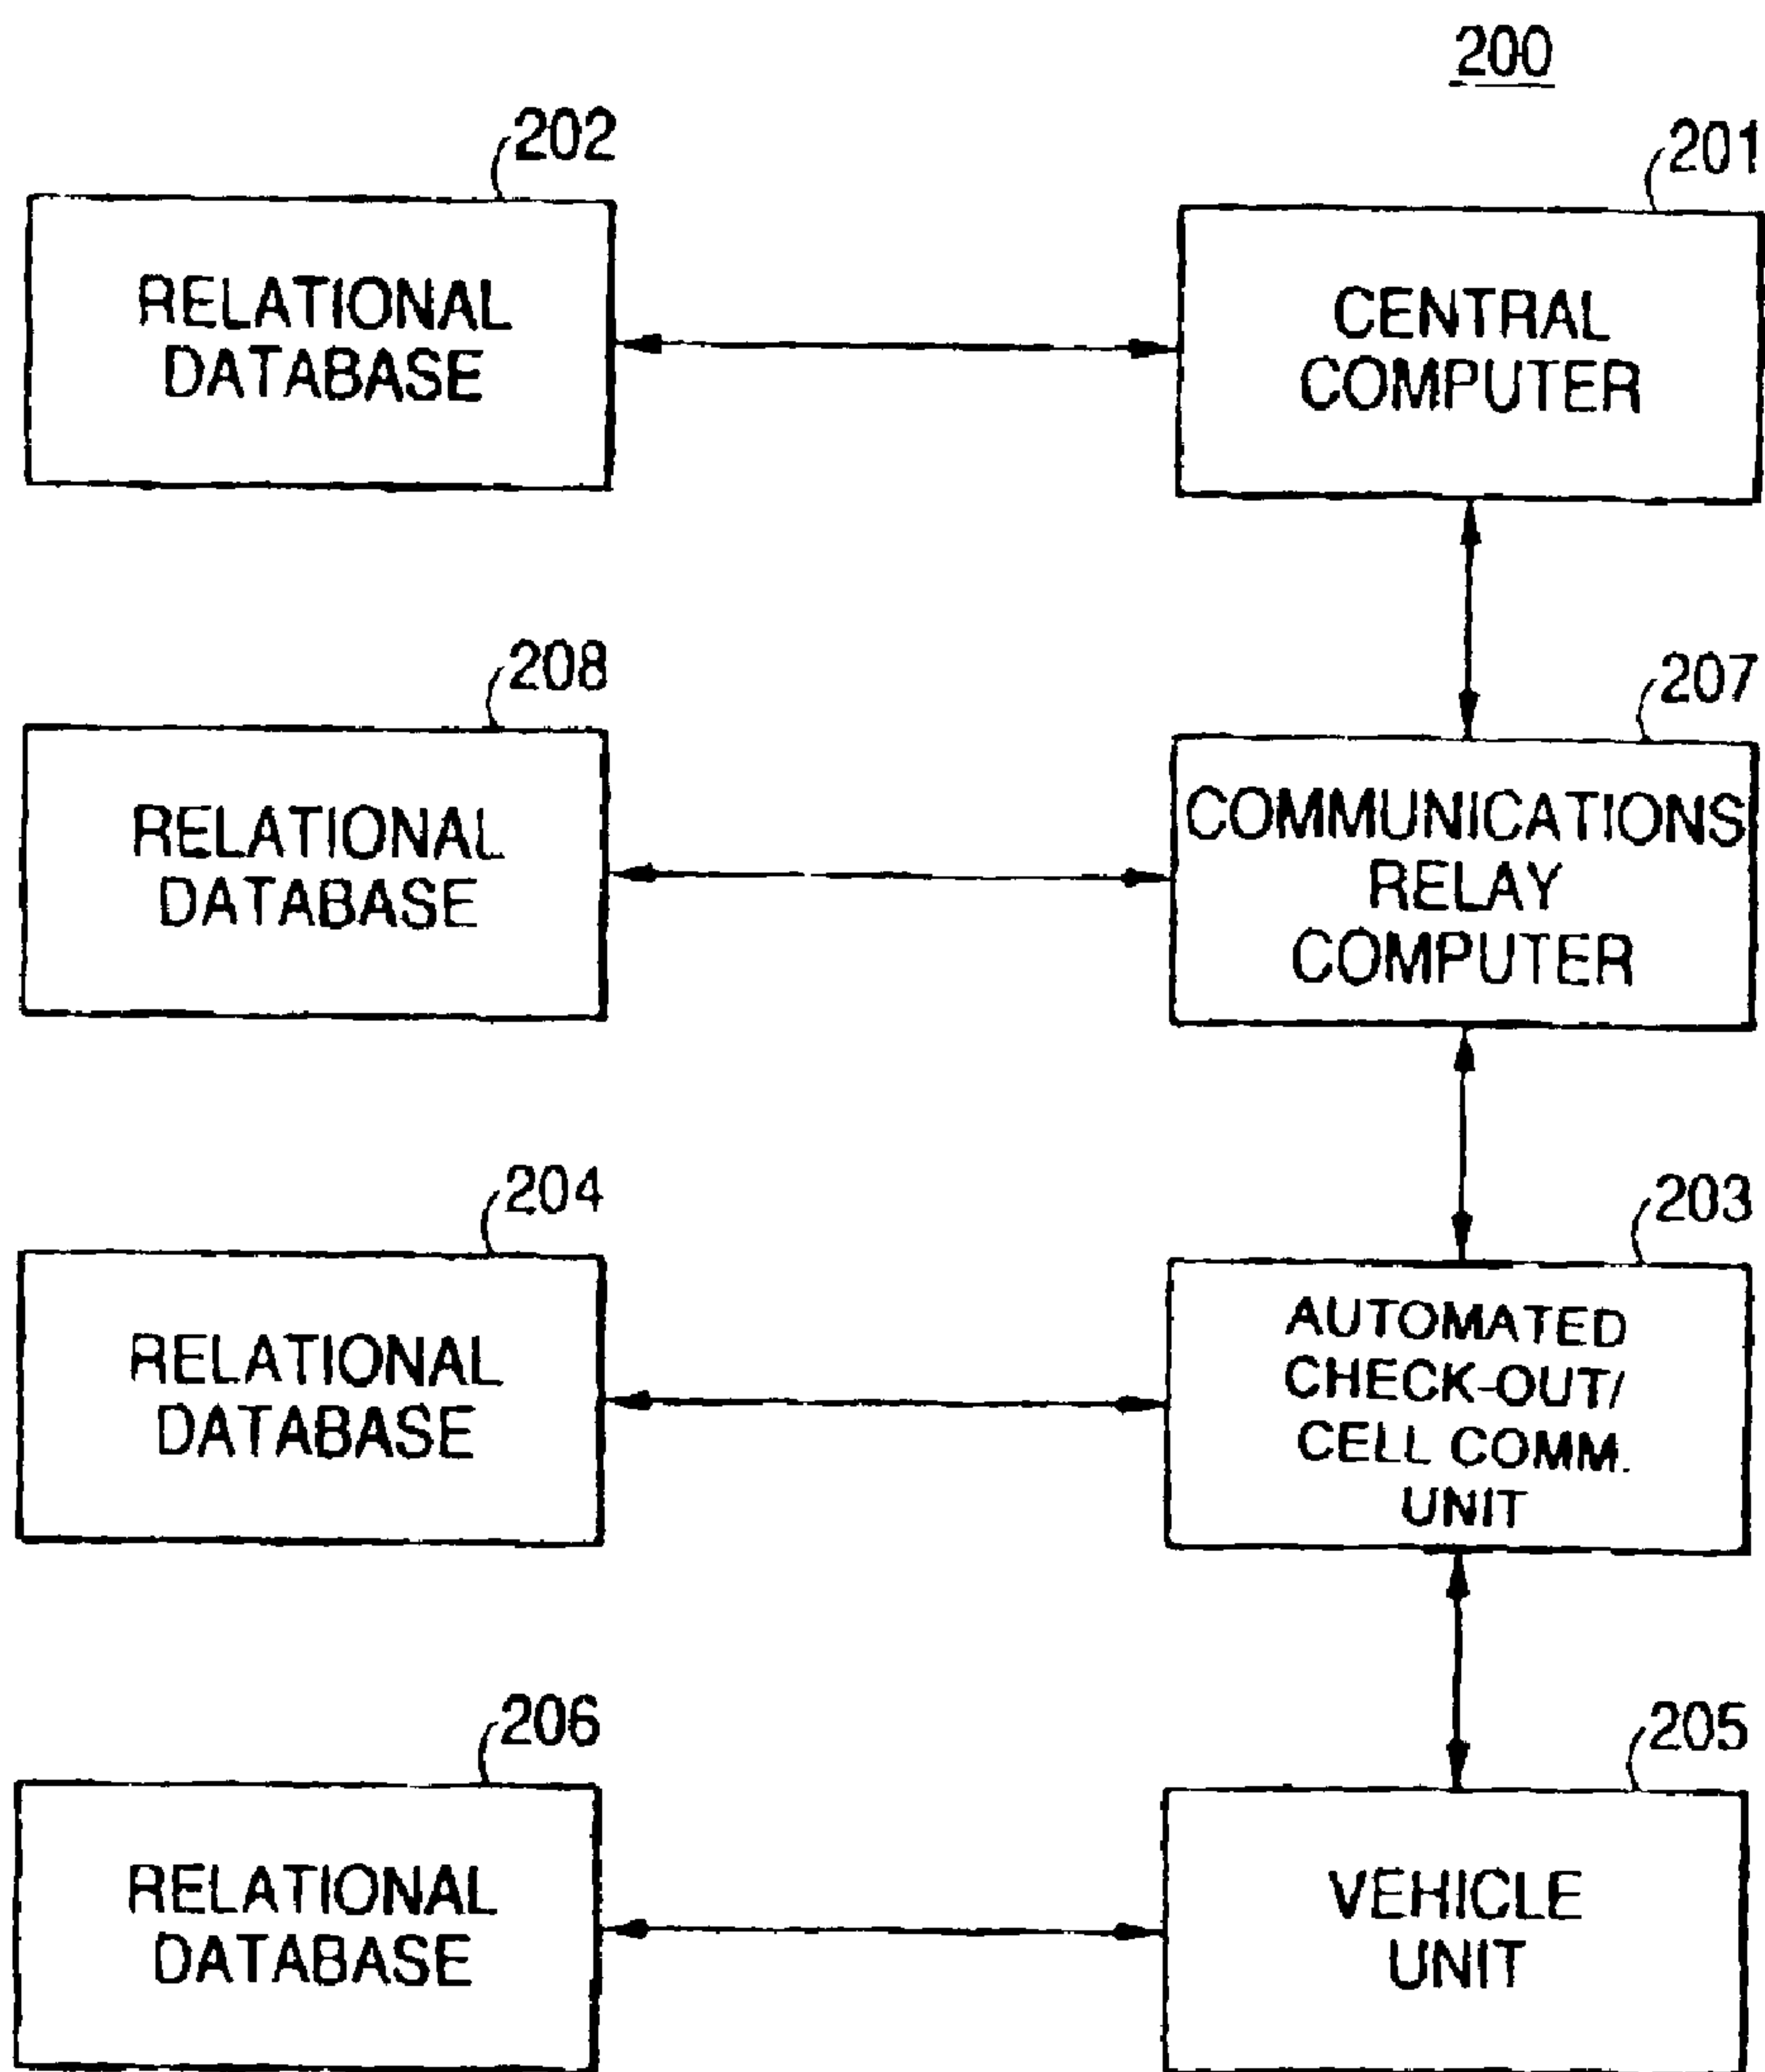 200
202
201
RELATIONAL
DATABASE
CENTRAL
COMPUTER
208
207
RELATIONAL
DATABASE
COMMUNICATIONS
RELAY
COMPUTER
204
203
RELATIONAL
DATABASE
AUTOMATED
CHECK-OUT/
CELL COMM.
UNIT
206
205
RELATIONAL
DATABASE
VEHICLE
UNIT